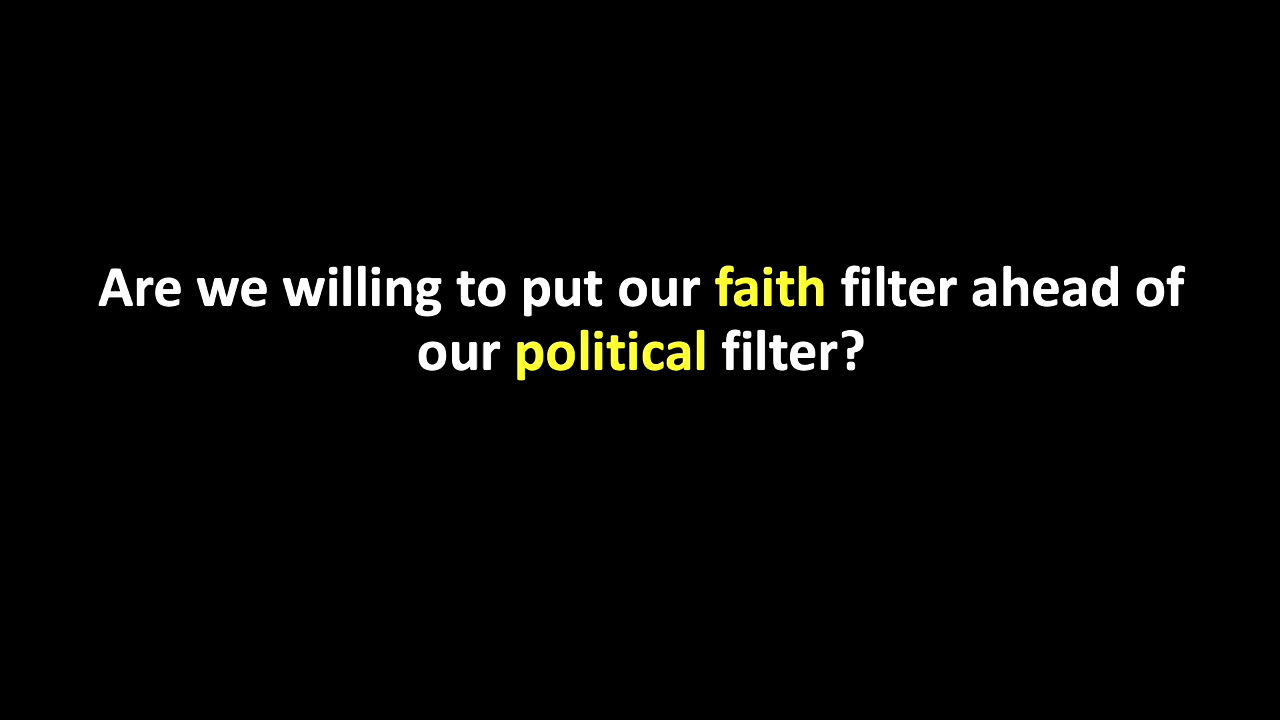 Are we willing to put our faith filter ahead of
our political filter?